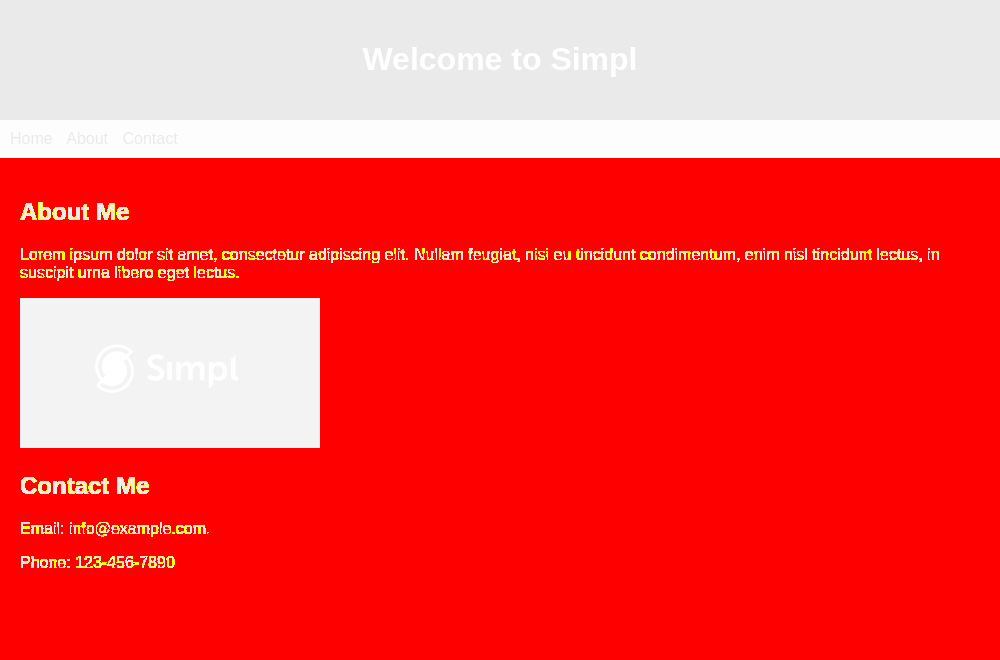 Welcome to Simpl
Home About Contact
About Me
Lorem ipsum dolor sit amet, consectetur adipiscing elit. Nullam feugiat, nisi eu tincidunt condimentum, enim nisl tincidunt lectus, in
suscipit urna libero eget lectus.
Simpl
Contact Me
Email: info@example.com.
Phone: 123-456-7890